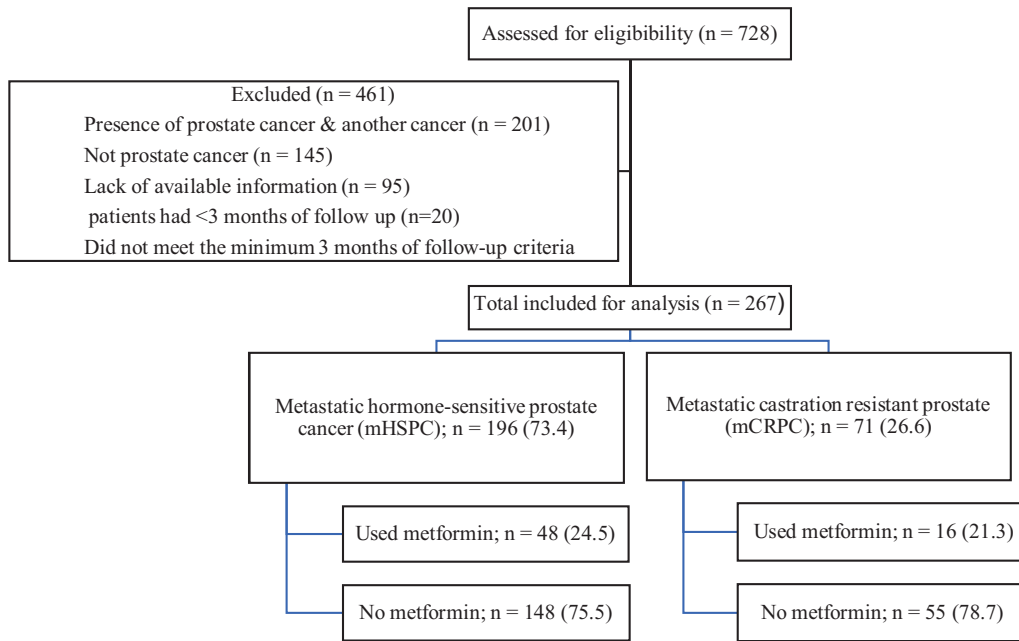 Assessed for eligibibility (n = 728)
Excluded (n = 461)
Presence of prostate cancer & another cancer (n = 201)
Not prostate cancer (n = 145)
Lack of available information (n = 95)
patients had <3 months of follow up (n=20)
Did not meet the minimum 3 months of follow-up criteria
Total included for analysis (n = 267)
Metastatic hormone-sensitive prostate
cancer (mHSPC); n = 196 (73.4)
Metastatic castration resistant prostate
(mCRPC); n = 71 (26.6)
Used metformin; n = 48 (24.5)
Used metformin; n = 16 (21.3)
No metformin; n = 148 (75.5)
No metformin; n = 55 (78.7)